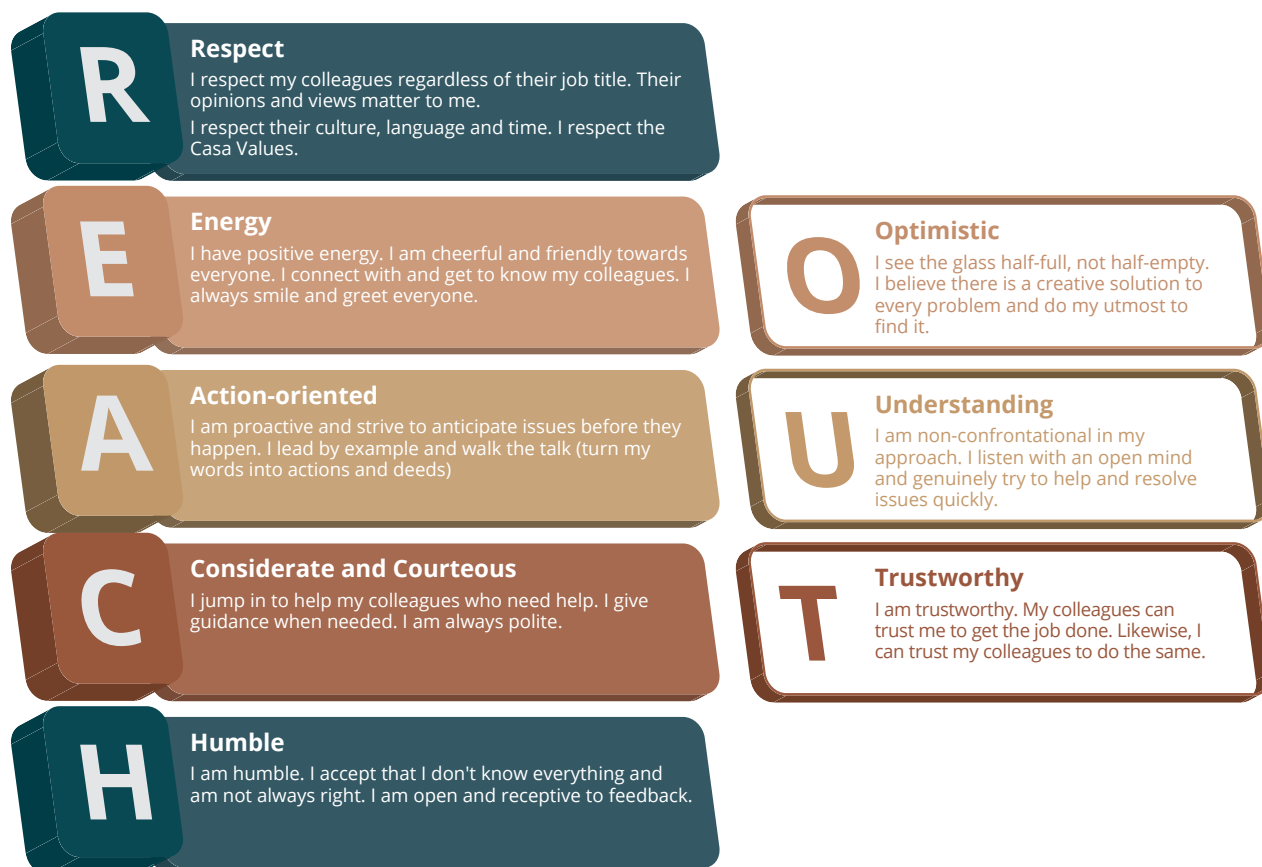 R
Respect
I respect my colleagues regardless of their job title. Their
opinions and views matter to me.
I respect their culture, language and time. I respect the
Casa Values.
E
Energy
I have positive energy. I am cheerful and friendly towards
everyone. I connect with and get to know my colleagues. I
always smile and greet everyone.
A
Action-oriented
I am proactive and strive to anticipate issues before they
happen. I lead by example and walk the talk (turn my
words into actions and deeds)
C
Considerate and Courteous
I jump in to help my colleagues who need help. I give
guidance when needed. I am always polite.
H
Humble
I am humble. I accept that I don't know everything and
am not always right. I am open and receptive to feedback.
O
Optimistic
I see the glass half-full, not half-empty.
I believe there is a creative solution to
every problem and do my utmost to
find it.
U
Understanding
I am non-confrontational in my
approach. I listen with an open mind
and genuinely try to help and resolve
issues quickly.
T
Trustworthy
I am trustworthy. My colleagues can
trust me to get the job done. Likewise, I
can trust my colleagues to do the same.